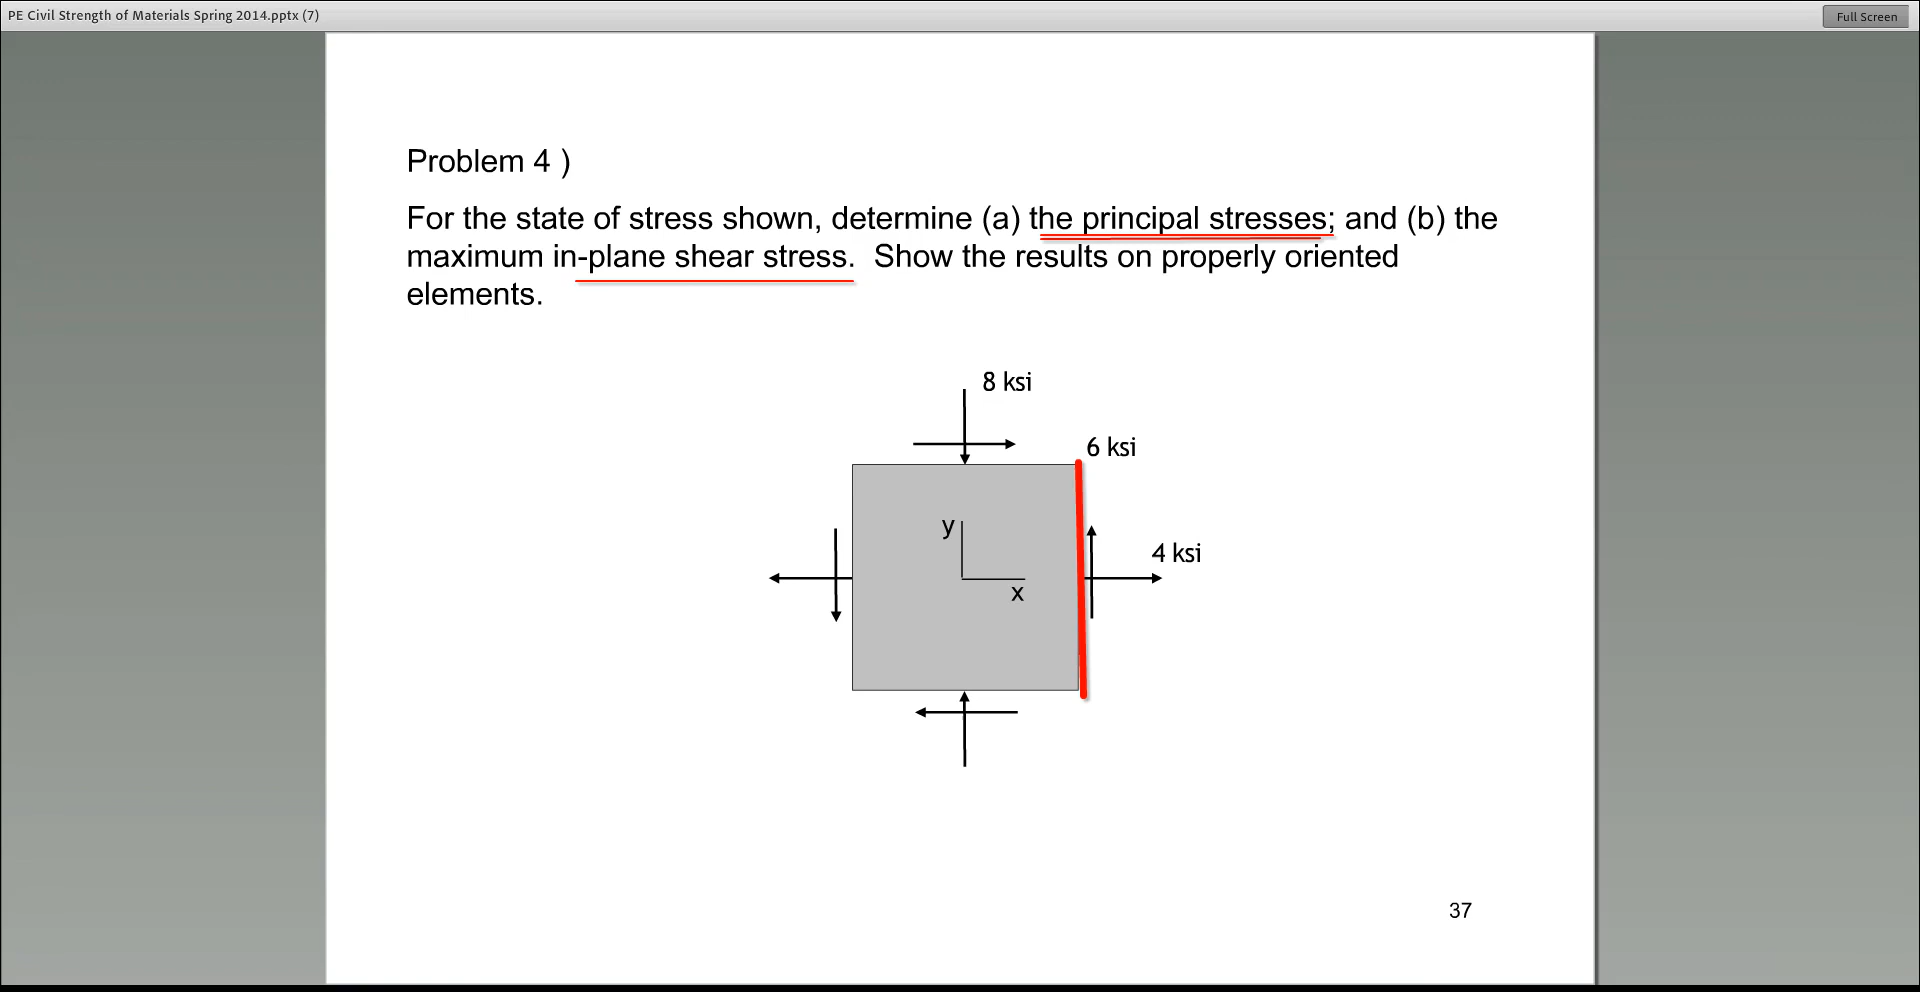 PE Civil Strength of Materials Spring 2014.pptx (7)
Full Screen
Problem 4 )
For the state of stress shown, determine (a) the principal stresses; and (b) the
maximum in-plane shear stress.  Show the results on properly oriented
elements.
8 ksi
6 ksi
y
4 ksi
x
37